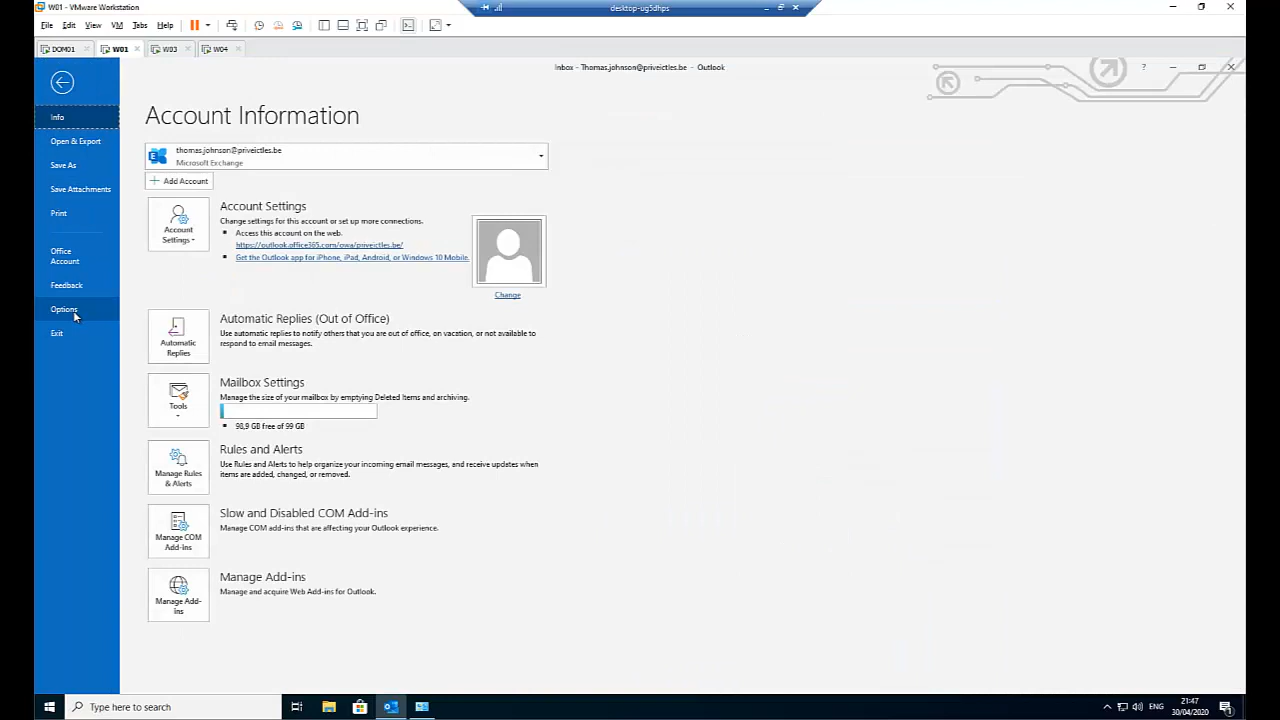 W01 - VMware Workstation
desktop-ug5dhps
File Edit View VM Tabs Help
DOM01 W01 W03 W04
Inbox - Thomas.johnson@priveictles.be - Outlook
Info
Open & Export
Save As
Save Attachments
Print
Office
Account
Feedback
Options
Exit
Account Information
thomas.johnson@priveictles.be
Microsoft Exchange
Add Account
Account
Settings
Account Settings
Change settings for this account or set up more connections.
Access this account on the web.
https://outlook.office365.com/owa/priveictles.be/
Get the Outlook app for iPhone, iPad, Android, or Windows 10 Mobile.
Change
Automatic
Replies
Automatic Replies (Out of Office)
Use automatic replies to notify others that you are out of office, on vacation, or not available to
respond to email messages.
Tools
Mailbox Settings
Manage the size of your mailbox by emptying Deleted Items and archiving.
98,9 GB free of 99 GB
Manage Rules
& Alerts
Rules and Alerts
Use Rules and Alerts to help organize your incoming email messages, and receive updates when
items are added, changed, or removed.
Manage COM
Add-ins
Slow and Disabled COM Add-ins
Manage COM add-ins that are affecting your Outlook experience.
Manage Add-
ins
Manage Add-ins
Manage and acquire Web Add-ins for Outlook.
Type here to search
ENG
21:47
30/04/2020
1